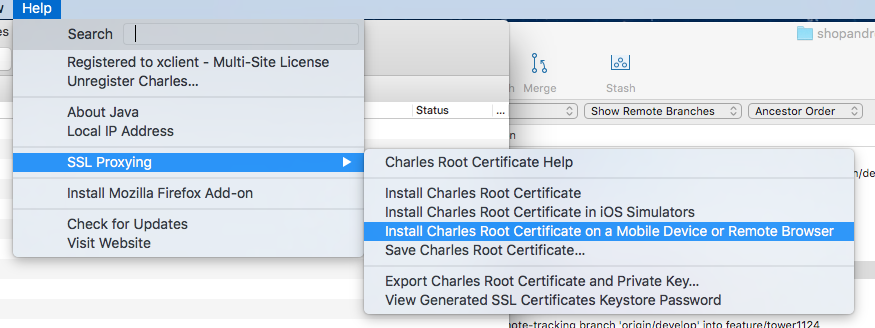 Help
Search
Registered to xclient - Multi-Site License
Unregister Charles...
About Java
Local IP Address
SSL Proxying
Install Mozilla Firefox Add-on
Check for Updates
Visit Website
Status
...
shopandr
Merge
Stash
Show Remote Branches
Ancestor Order
Charles Root Certificate Help
Install Charles Root Certificate
Install Charles Root Certificate in iOS Simulators
Install Charles Root Certificate on a Mobile Device or Remote Browser
Save Charles Root Certificate...
Export Charles Root Certificate and Private Key...
View Generated SSL Certificates Keystore Password
note-tracking branch 'origin/develop' into feature/tower1124